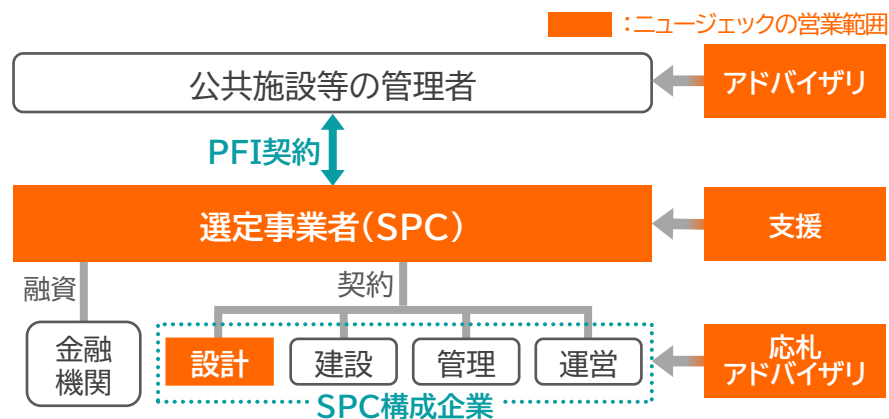 ：ニュージェックの営業範囲
公共施設等の管理者
アドバイザリ
PFI契約
選定事業者（SPC）
支援
融資
契約
金融
機関
設計
建設
管理
運営
応札
アドバイザリ
SPC構成企業